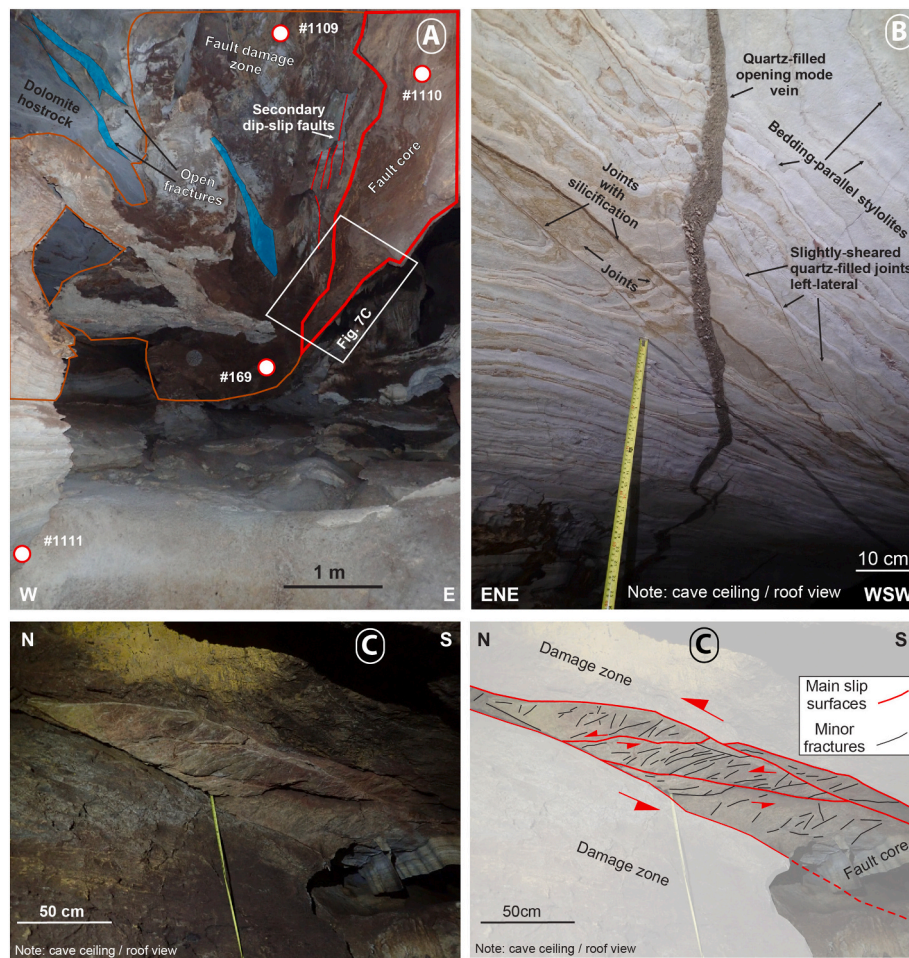 A
#1109
Fault damage
zone
#1110
Dolomite
hostrock
Secondary
dip-slip faults
Fault core
Open
fractures
Fig. 7C
#169
#1111
1 m
W
E
B
Quartz-filled
opening mode
vein
Joints
with
silicification
Bedding-parallel
stylolites
Joints
Slightly-sheared
quartz-filled joints
left-lateral
10 cm
ENE
Note: cave ceiling / roof view
WSW
N
C
S
50 cm
Note: cave ceiling / roof view
N
C
S
Damage zone
Main slip
surfaces
Minor
fractures
Damage zone
Fault core
50cm
Note: cave ceiling / roof view